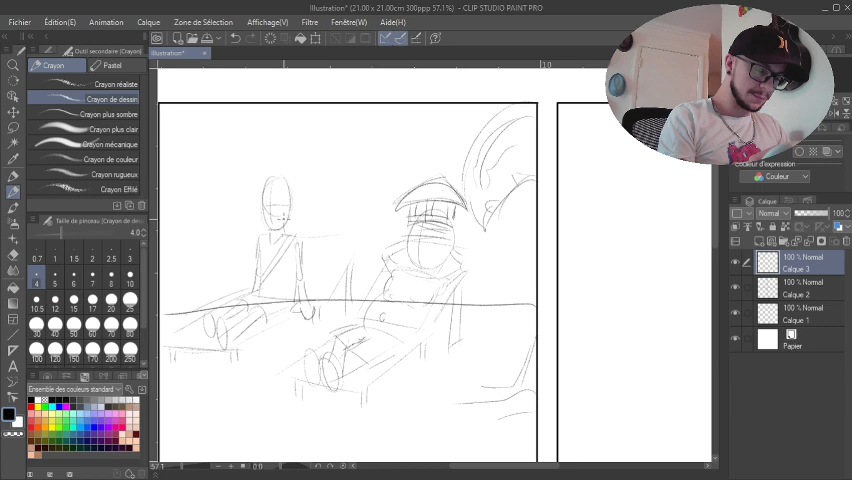 Illustration* (21.00 x 21.00cm 300ppp 57.1%) - CLIP STUDIO PAINT PRO
Fichier Édition(E) Animation Calque Zone de Sélection Affichage(V) Filtre Fenêtre(W) Aide(H)
Outil secondaire (Crayon)
Illustration*
Crayon Pastel
Crayon réaliste
Crayon de dessin
Crayon plus sombre
Crayon plus clair
Crayon mécanique
Crayon de couleur
Crayon rugueux
Crayon Effilé
Taille de pinceau [Crayon de de
4.0
0.7 1 1.5 2 2.5 3
4 5 6 7 8 10
10.5 12 15 17 20 25
30 40 50 60 70 80
100 120 150 170 200 250
Ensemble des couleurs standard
10
57.1 0.0
Couleur d'expression
Couleur
Calque
Normal 100
100 % Normal
Calque 3
100 % Normal
Calque 2
100 % Normal
Calque 1
Papier